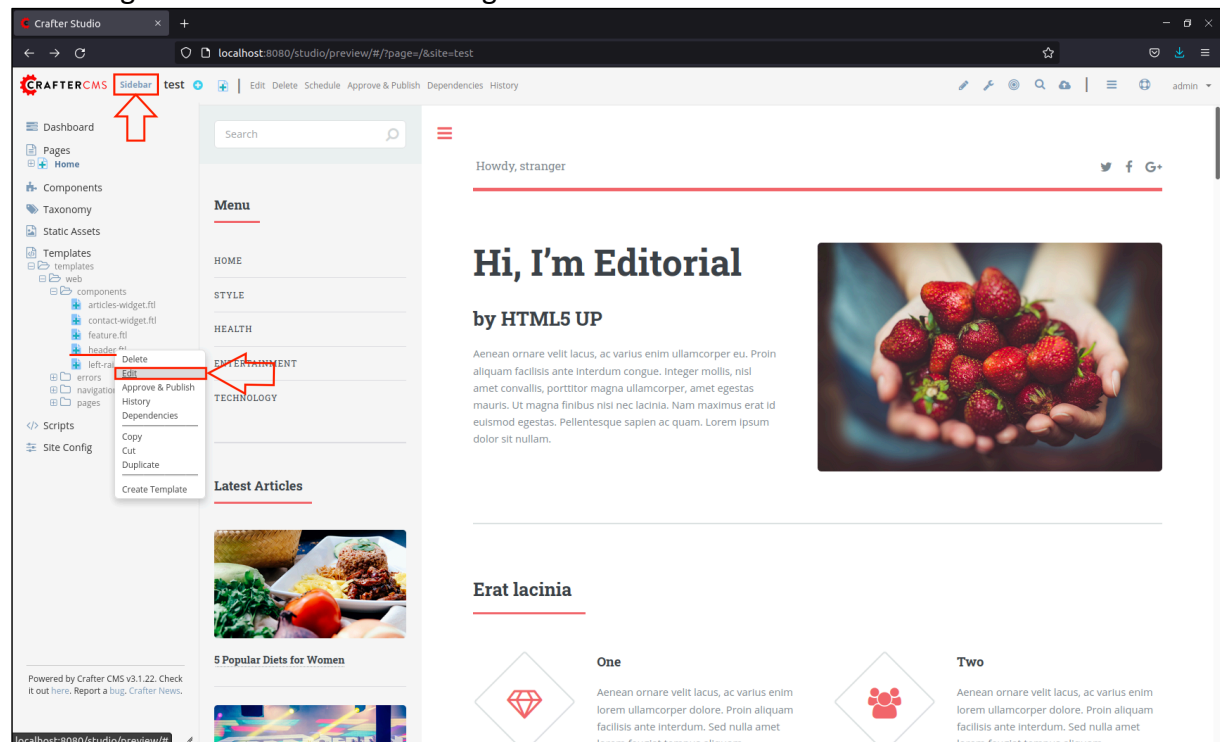 Crafter Studio
localhost:8080/studio/preview/#/?page=/&site=test
CRAFTERCMS Sidebar test Edit Delete Schedule Approve & Publish Dependencies History admin
Dashboard
Pages
Home
Components
Taxonomy
Static Assets
Templates
templates
web
components
articles-widget.ftl
contact-widget.ftl
feature.ftl
header.ftl
errors
pages
Scripts
Site Config
Delete
Edit
Approve & Publish
History
Dependencies
Copy
Cut
Duplicate
Create Template
Powered by Crafter CMS v3.1.22. Check
it out here. Report a bug. Crafter News.
localhost:8080/studio/preview/#
Search
Menu
HOME
STYLE
HEALTH
ENTERTAINMENT
TECHNOLOGY
Latest Articles
5 Popular Diets for Women
Howdy, stranger
Hi, I'm Editorial
by HTML5 UP
Aenean ornare velit lacus, ac varius enim ullamcorper eu. Proin
aliquam facilisis ante interdum congue. Integer mollis, nisl
amet convallis, porttitor magna ullamcorper, amet egestas
mauris. Ut magna finibus nisi nec lacinia. Nam maximus erat id
euismod egestas. Pellentesque sapien ac quam. Lorem ipsum
dolor sit nullam.
Erat lacinia
One
Aenean ornare velit lacus, ac varius enim
lorem ullamcorper dolore. Proin aliquam
facilisis ante interdum. Sed nulla amet
Two
Aenean ornare velit lacus, ac varius enim
lorem ullamcorper dolore. Proin aliquam
facilisis ante interdum. Sed nulla amet